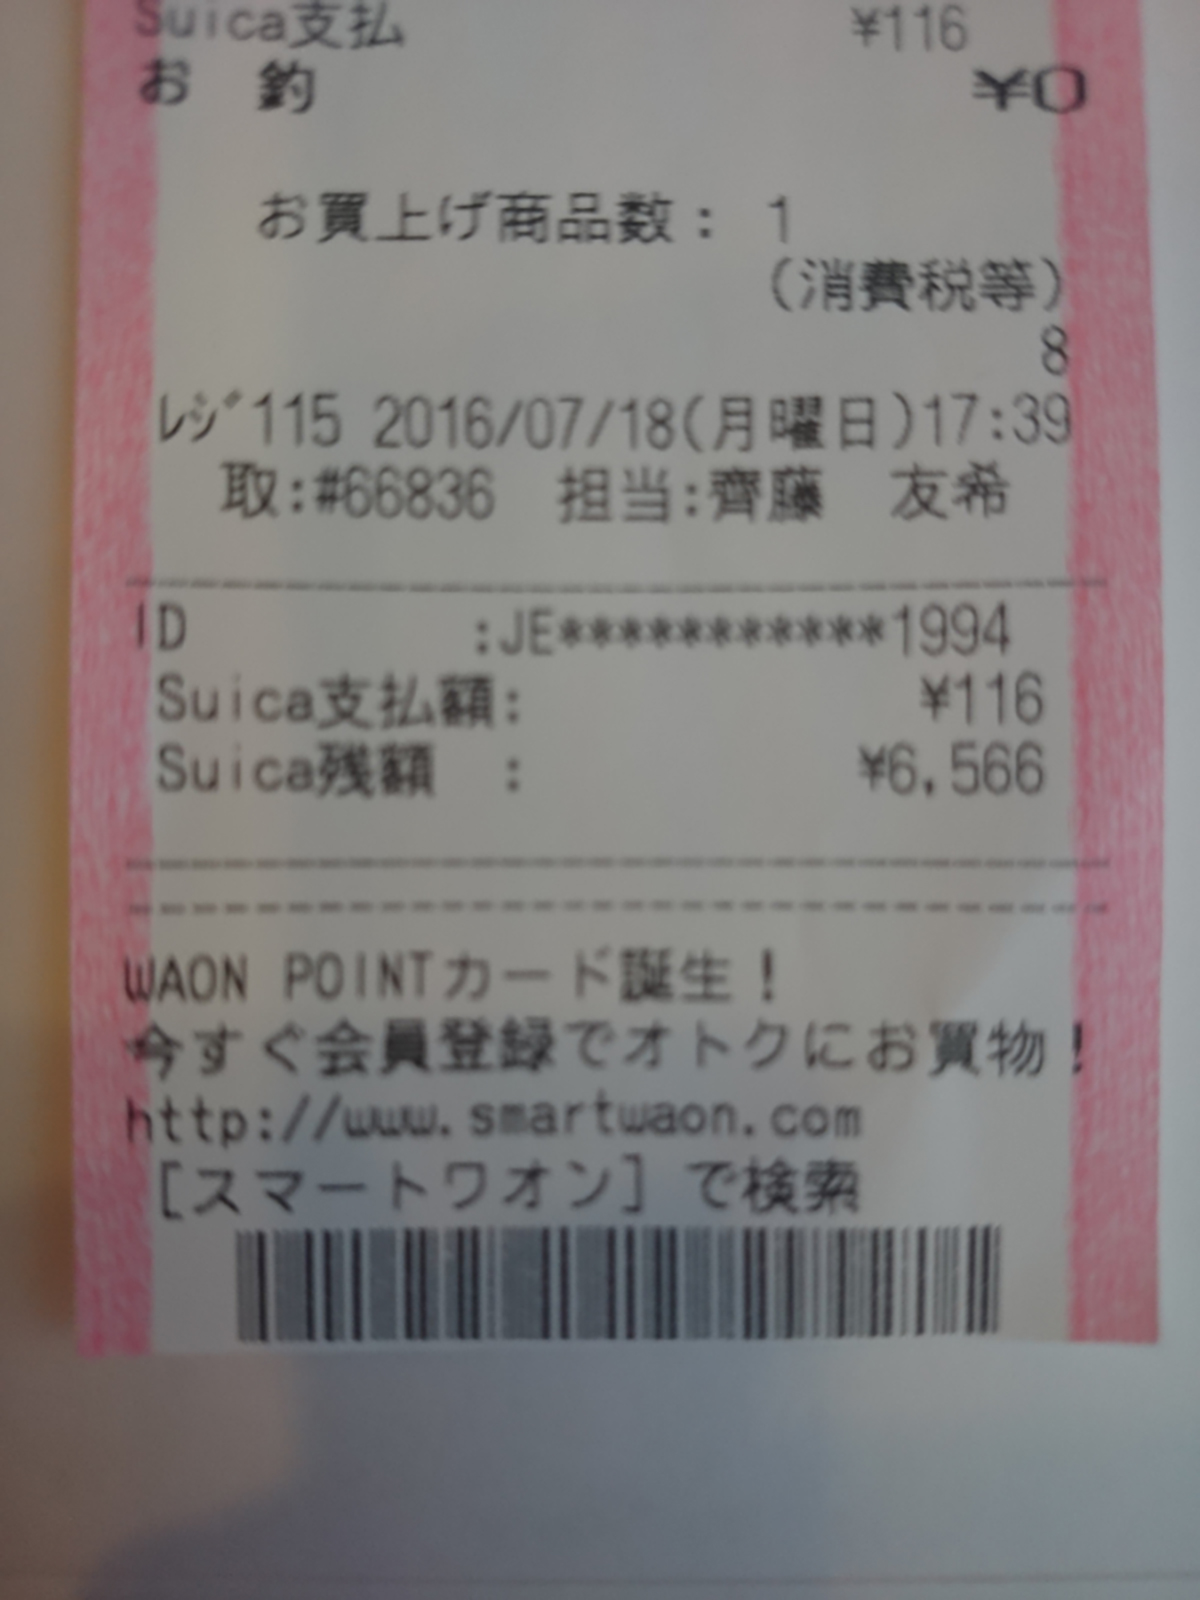 Suica支払 ¥116
お 釣 ¥0
お買上げ商品数： 1
(消費税等)
8
ﾚｼﾞ115 2016/07/18(月曜日)17:39
取:#66836 担当:齊藤 友希
ID :JE***********1994
Suica支払額: ¥116
Suica残額 : ¥6,566
WAON POINTカード誕生！
今すぐ会員登録でオトクにお買物！
http://www.smartwaon.com
[スマートワオン] で検索